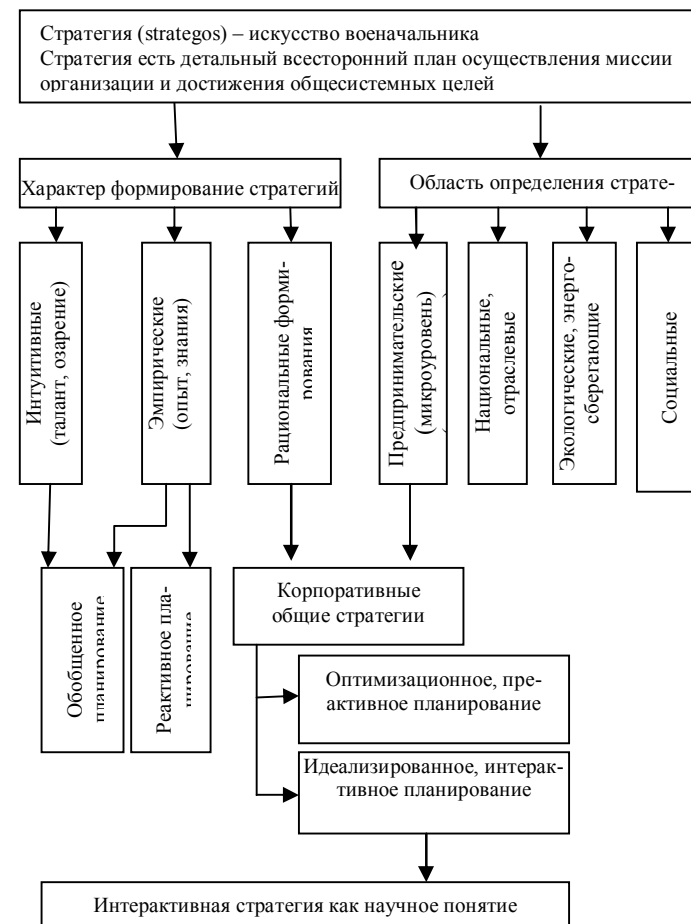 Стратегия (strategos) – искусство военачальника
Стратегия есть детальный всесторонний план осуществления миссии
организации и достижения общесистемных целей
Характер формирование стратегий
Область определения страте-
Интуитивные
(талант, озарение)
Эмпирические
(опыт, знания)
Рациональные форми-
рования
Предпринимательские
(микроуровень)
Национальные,
отраслевые
Экологические, энерго-
сберегающие
Социальные
Обобщенное
планирование
Реактивное пла-
нирование
Корпоративные
общие стратегии
Оптимизационное, пре-
активное планирование
Идеализированное, интерак-
тивное планирование
Интерактивная стратегия как научное понятие